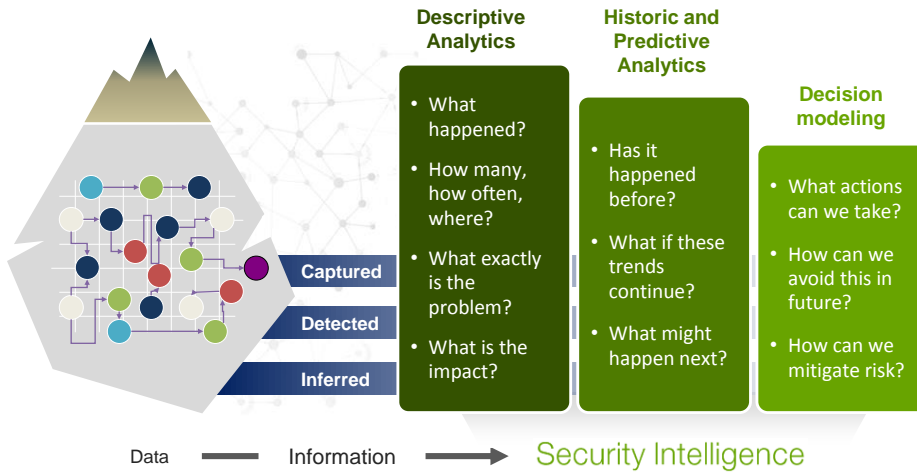 Descriptive
Analytics
Historic and
Predictive
Analytics
Decision
modeling
Captured
Detected
Inferred
• What
happened?
• How many,
how often,
where?
• What exactly
is the
problem?
• What is the
impact?
• Has it
happened
before?
• What if these
trends
continue?
• What might
happen next?
• What actions
can we take?
• How can we
avoid this in
future?
• How can we
mitigate risk?
Data
Information
Security Intelligence